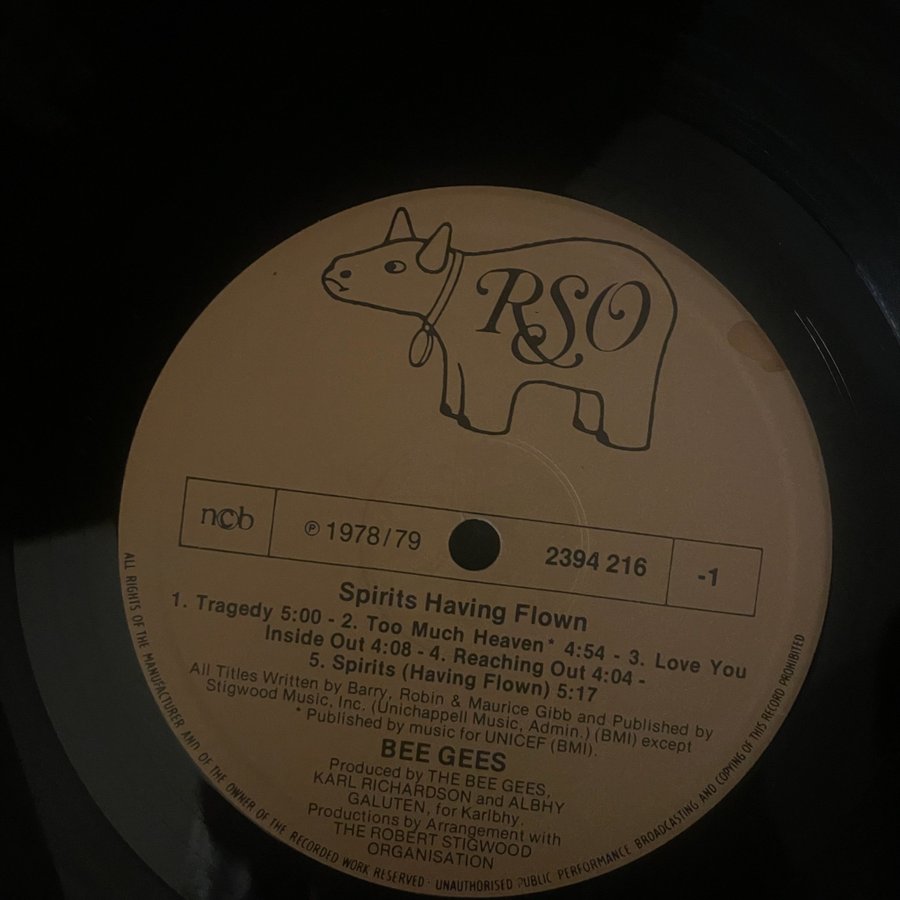 RSO
ncb
℗ 1978/79
2394 216
-1
Spirits Having Flown
1. Tragedy 5:00 - 2. Too Much Heaven* 4:54 - 3. Love You
Inside Out 4:08 - 4. Reaching Out 4:04 -
5. Spirits (Having Flown) 5:17
All Titles Written by Barry, Robin & Maurice Gibb and Published by
Stigwood Music, Inc. (Unichappell Music, Admin.) (BMI) except
* Published by music for UNICEF (BMI).
BEE GEES
Produced by THE BEE GEES,
KARL RICHARDSON and ALBHY
GALUTEN, for Karlbhy.
Productions by Arrangement with
THE ROBERT STIGWOOD
ORGANISATION
ALL RIGHTS OF THE MANUFACTURER AND OF THE OWNER OF THE RECORDED WORK RESERVED · UNAUTHORISED PUBLIC PERFORMANCE BROADCASTING AND COPYING OF THIS RECORD PROHIBITED